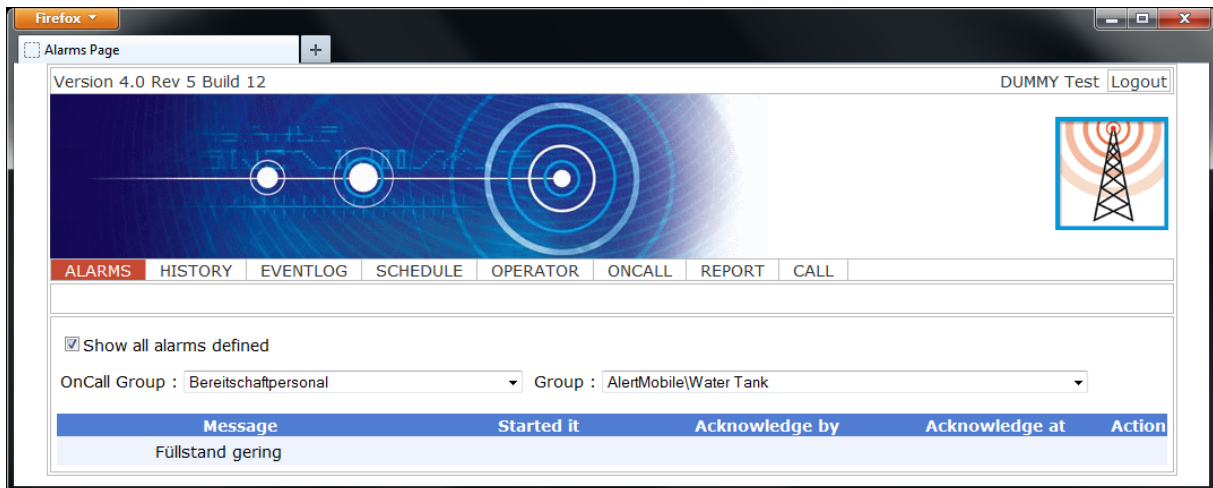 Firefox
Alarms Page
Version 4.0 Rev 5 Build 12 DUMMY Test Logout
ALARMS HISTORY EVENTLOG SCHEDULE OPERATOR ONCALL REPORT CALL
Show all alarms defined
OnCall Group : Bereitschaftpersonal Group : AlertMobile\Water Tank
Message Started it Acknowledge by Acknowledge at Action
Füllstand gering